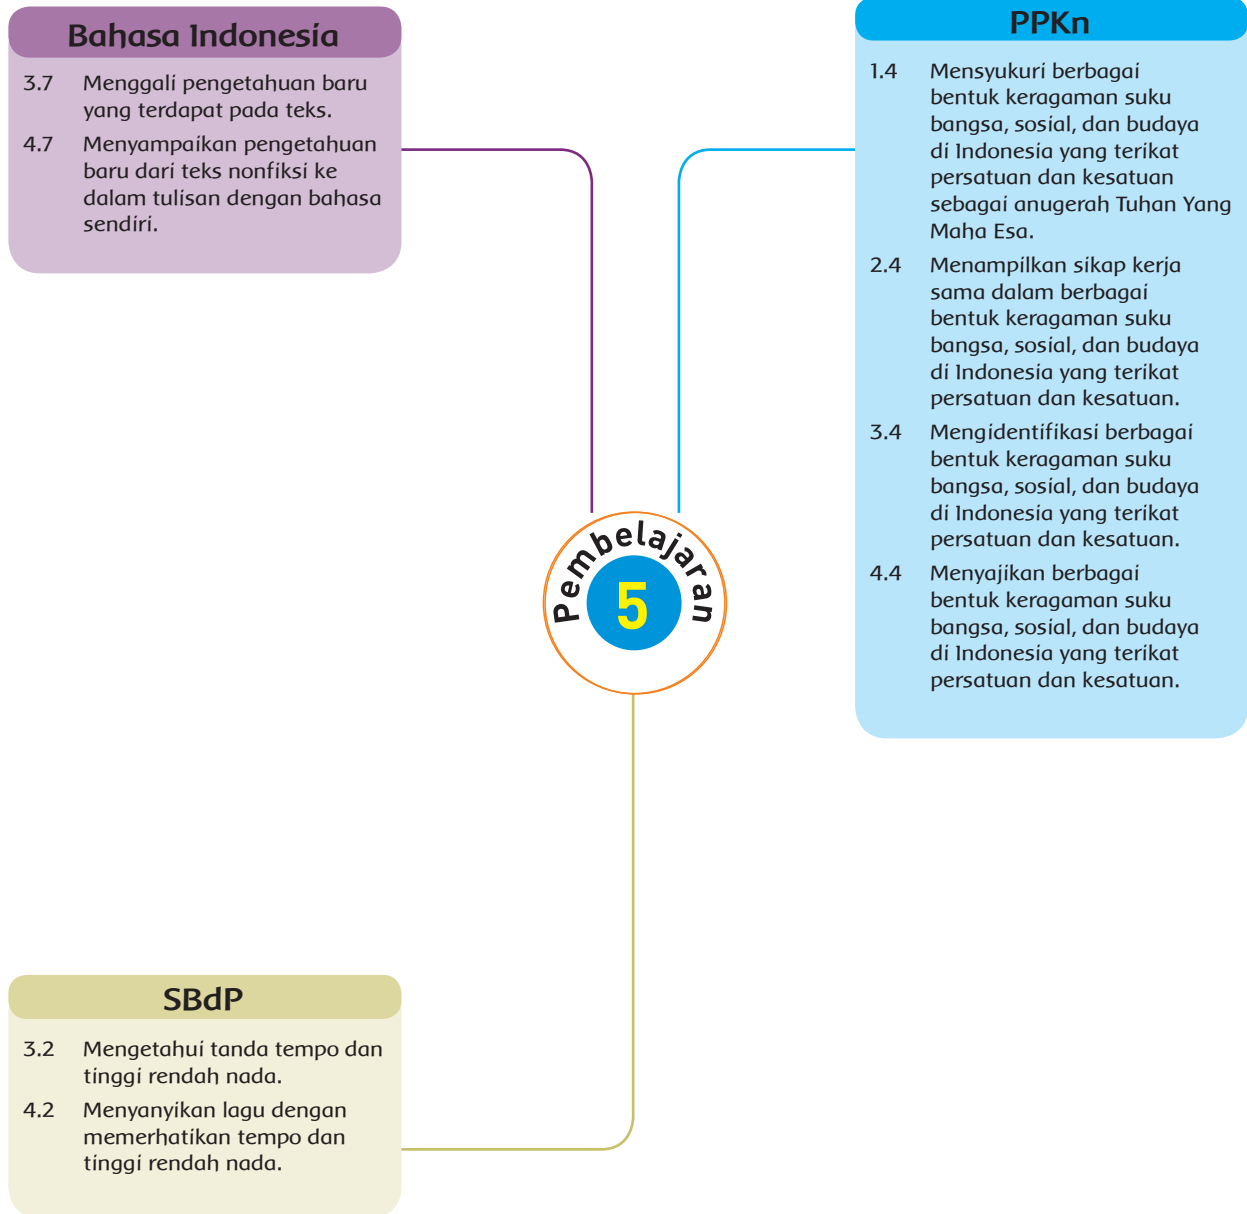 Bahasa Indonesia
3.7 Menggali pengetahuan baru
yang terdapat pada teks.
4.7 Menyampaikan pengetahuan
baru dari teks nonfiksi ke
dalam tulisan dengan bahasa
sendiri.
PPKn
1.4 Mensyukuri berbagai
bentuk keragaman suku
bangsa, sosial, dan budaya
di Indonesia yang terikat
persatuan dan kesatuan
sebagai anugerah Tuhan Yang
Maha Esa.
2.4 Menampilkan sikap kerja
sama dalam berbagai
bentuk keragaman suku
bangsa, sosial, dan budaya
di Indonesia yang terikat
persatuan dan kesatuan.
3.4 Mengidentifikasi berbagai
bentuk keragaman suku
bangsa, sosial, dan budaya
di Indonesia yang terikat
persatuan dan kesatuan.
4.4 Menyajikan berbagai
bentuk keragaman suku
bangsa, sosial, dan budaya
di Indonesia yang terikat
persatuan dan kesatuan.
Pembelajaran
5
SBdP
3.2 Mengetahui tanda tempo dan
tinggi rendah nada.
4.2 Menyanyikan lagu dengan
memerhatikan tempo dan
tinggi rendah nada.